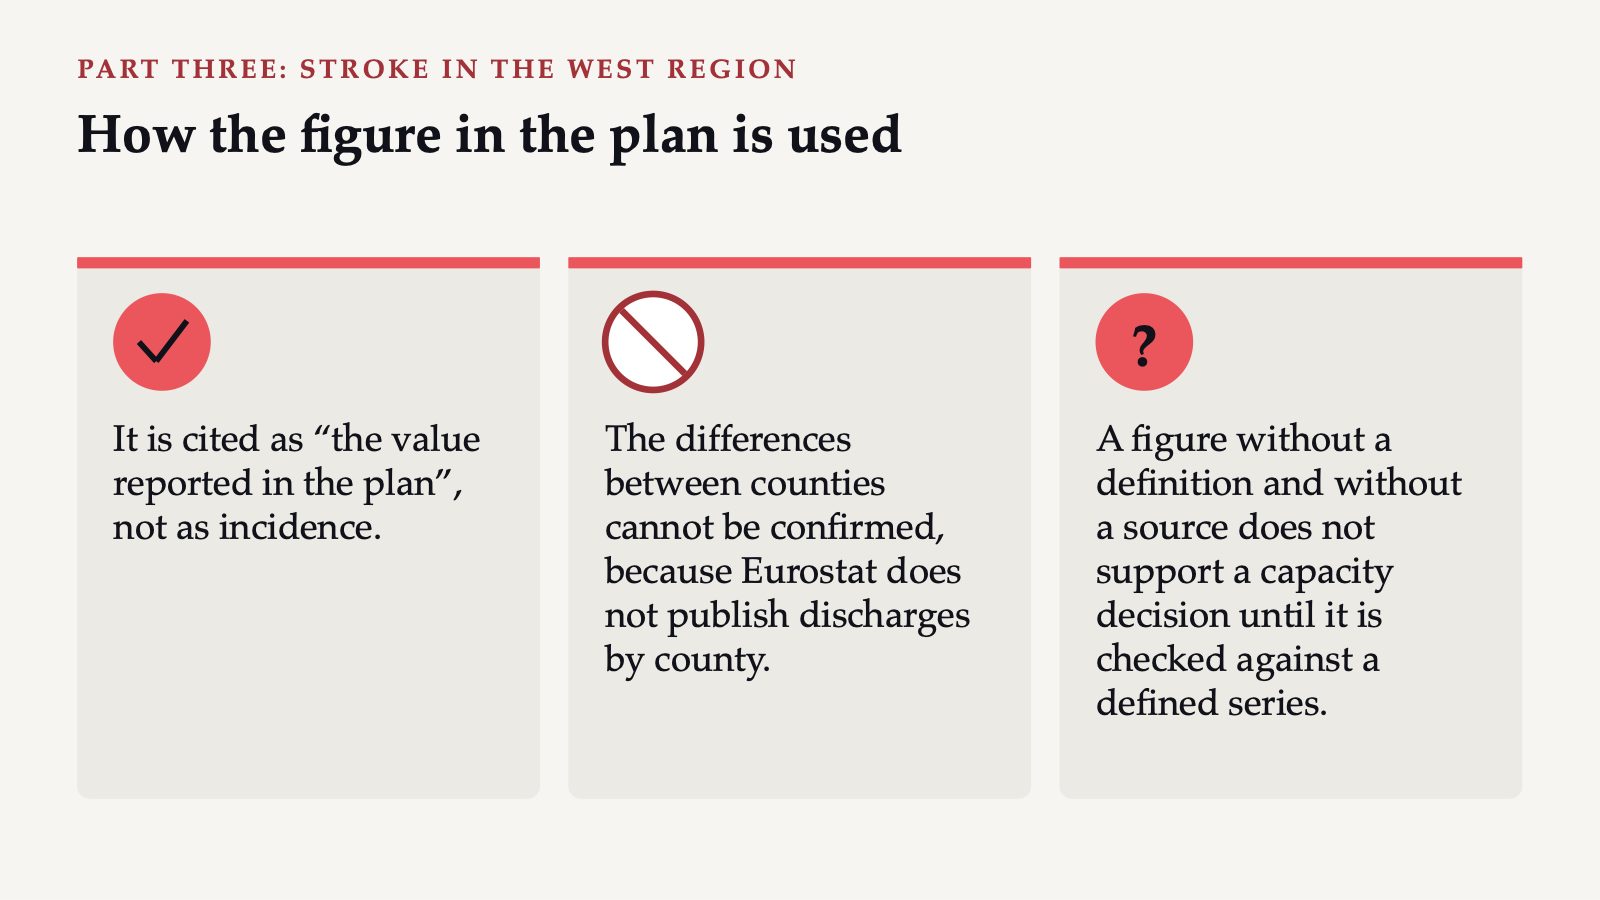 PART THREE: STROKE IN THE WEST REGION
How the figure in the plan is used
It is cited as “the value
reported in the plan”,
not as incidence.
The differences
between counties
cannot be confirmed,
because Eurostat does
not publish discharges
by county.
?
A figure without a
definition and without
a source does not
support a capacity
decision until it is
checked against a
defined series.